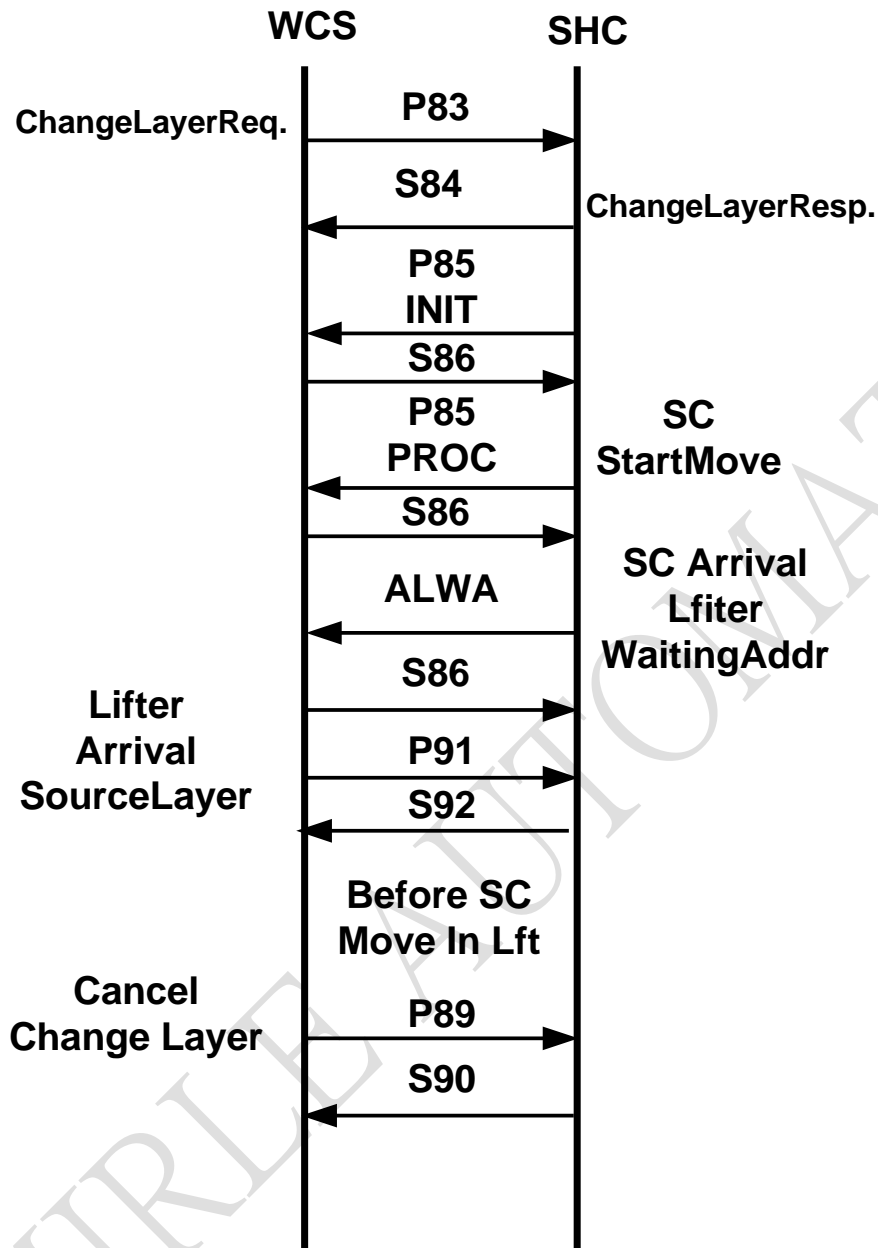 WCS SHC
P83
ChangeLayerReq.
S84
ChangeLayerResp.
P85
INIT
S86
P85
SC
PROC
StartMove
S86
SC Arrival
ALWA
Lfiter
WaitingAddr
S86
Lifter
Arrival
P91
SourceLayer
S92
Before SC
Move In Lft
Cancel
Change Layer
P89
S90